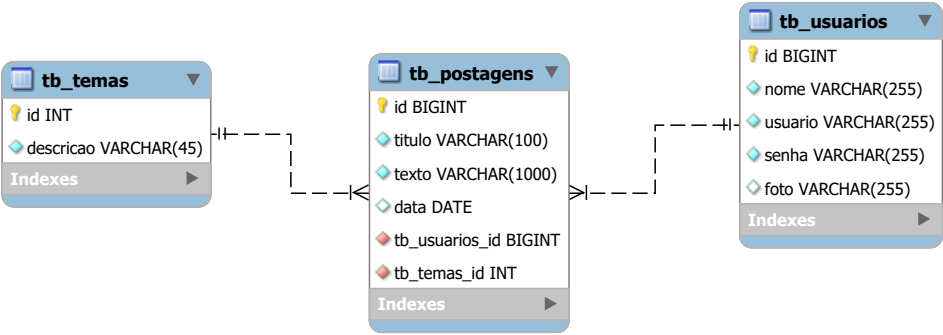 tb_temas
id INT
descricao VARCHAR(45)
Indexes
tb_postagens
id BIGINT
titulo VARCHAR(100)
texto VARCHAR(1000)
data DATE
tb_usuarios_id BIGINT
tb_temas_id INT
Indexes
tb_usuarios
id BIGINT
nome VARCHAR(255)
usuario VARCHAR(255)
senha VARCHAR(255)
foto VARCHAR(255)
Indexes